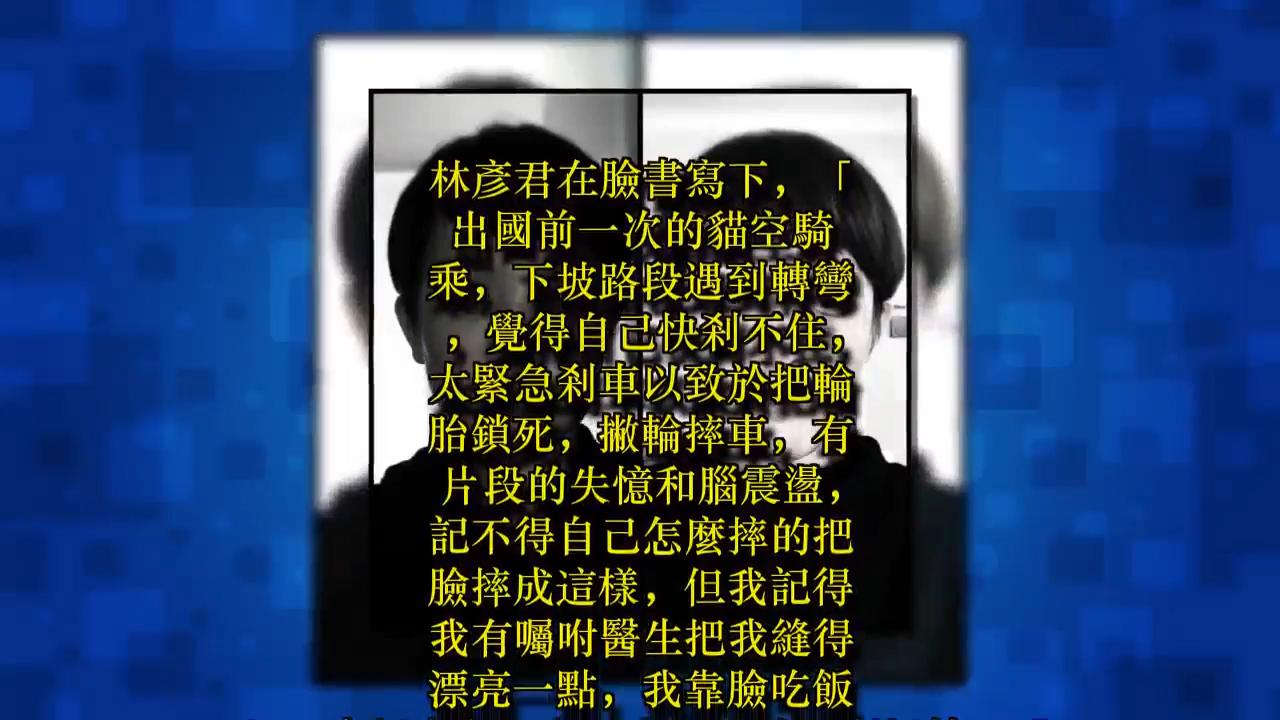 林彥君在臉書寫下，「
出國前一次的貓空騎
乘，下坡路段遇到轉彎
，覺得自己快剎不住，
太緊急剎車以致於把輪
胎鎖死，撇輪摔車，有
片段的失憶和腦震盪，
記不得自己怎麼摔的把
臉摔成這樣，但我記得
我有囑咐醫生把我縫得
漂亮一點，我靠臉吃飯